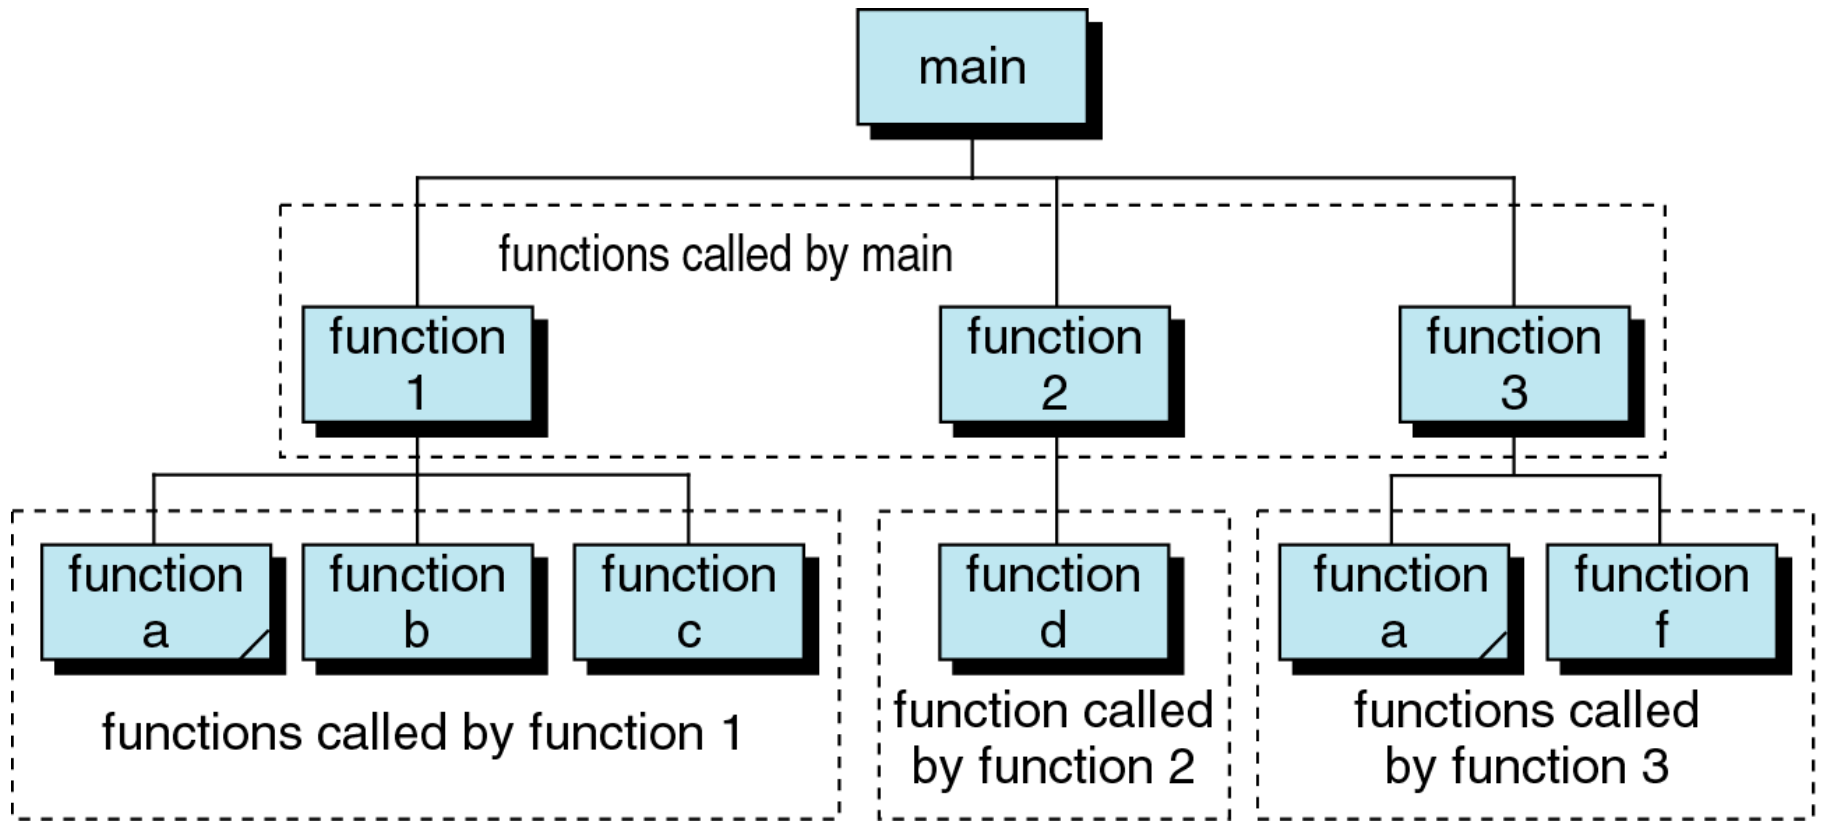 main
functions called by main
function
1
function
2
function
3
function
a
function
b
function
c
function
d
function
a
function
f
functions called by function 1
function called
by function 2
functions called
by function 3